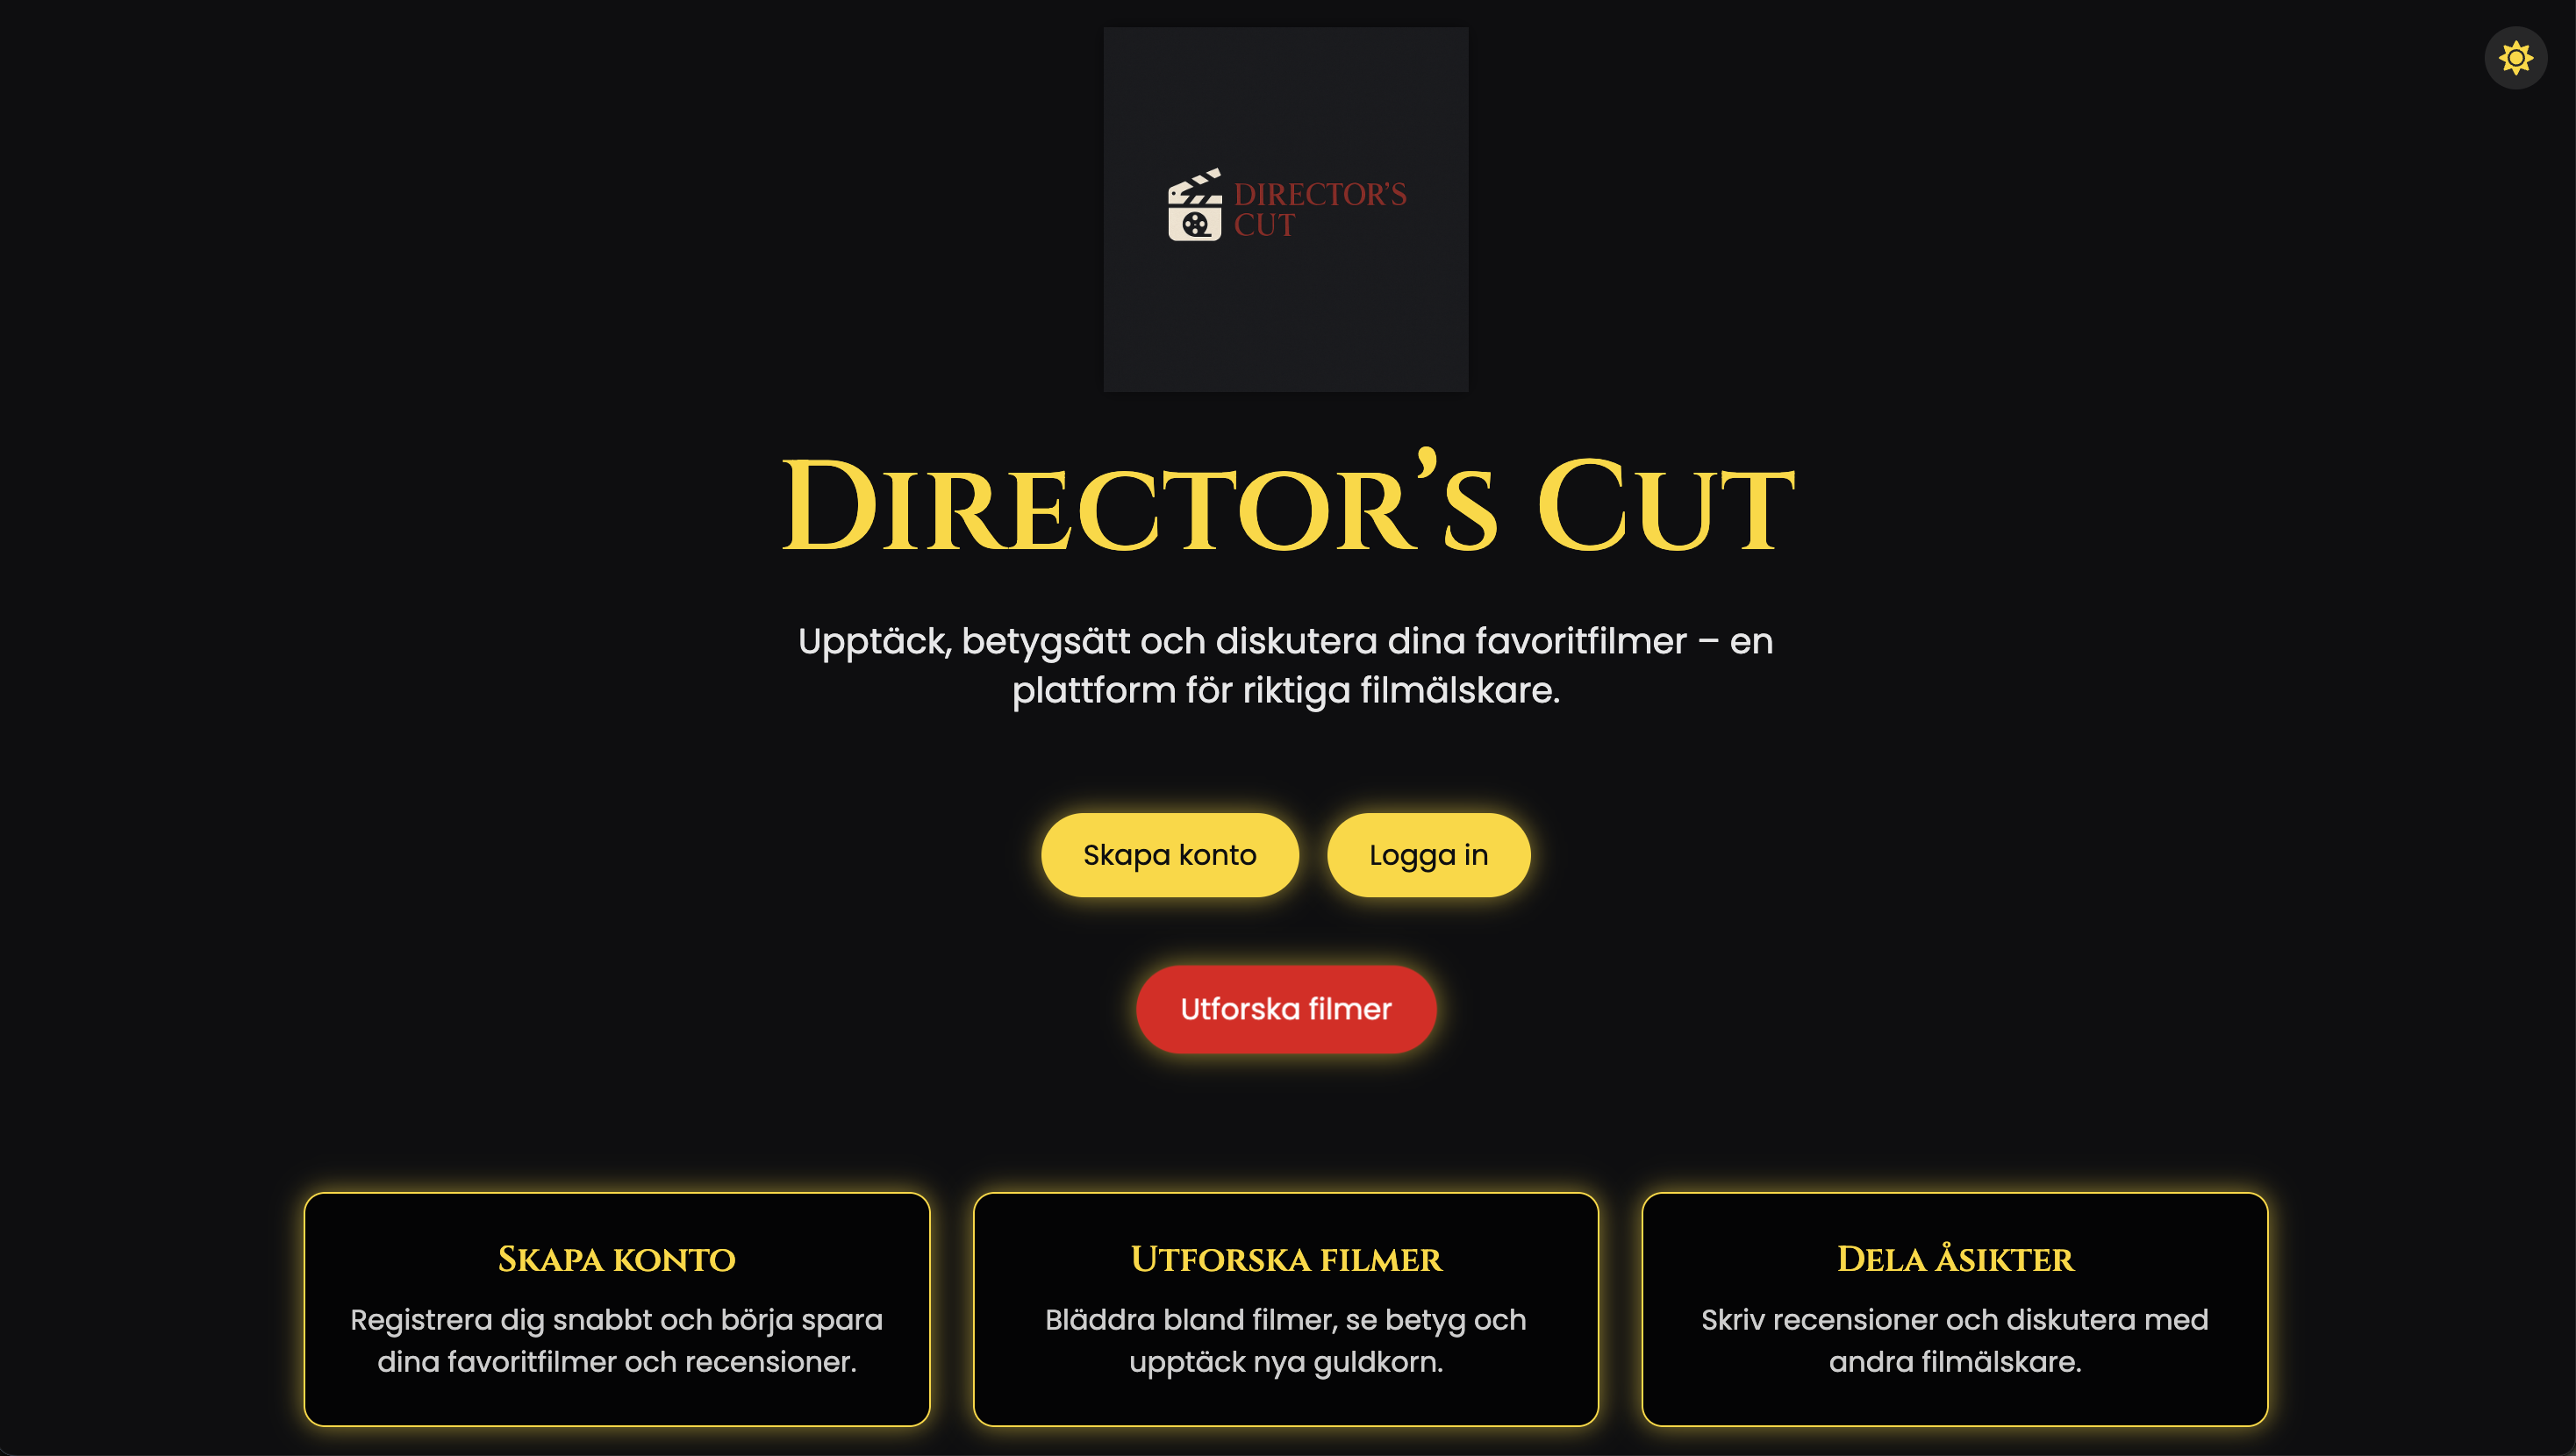 DIRECTOR’S
CUT
Director’s Cut
Upptäck, betygsätt och diskutera dina favoritfilmer – en
plattform för riktiga filmälskare.
Skapa konto
Logga in
Utforska filmer
Skapa konto
Registrera dig snabbt och börja spara
dina favoritfilmer och recensioner.
Utforska filmer
Bläddra bland filmer, se betyg och
upptäck nya guldkorn.
Dela åsikter
Skriv recensioner och diskutera med
andra filmälskare.